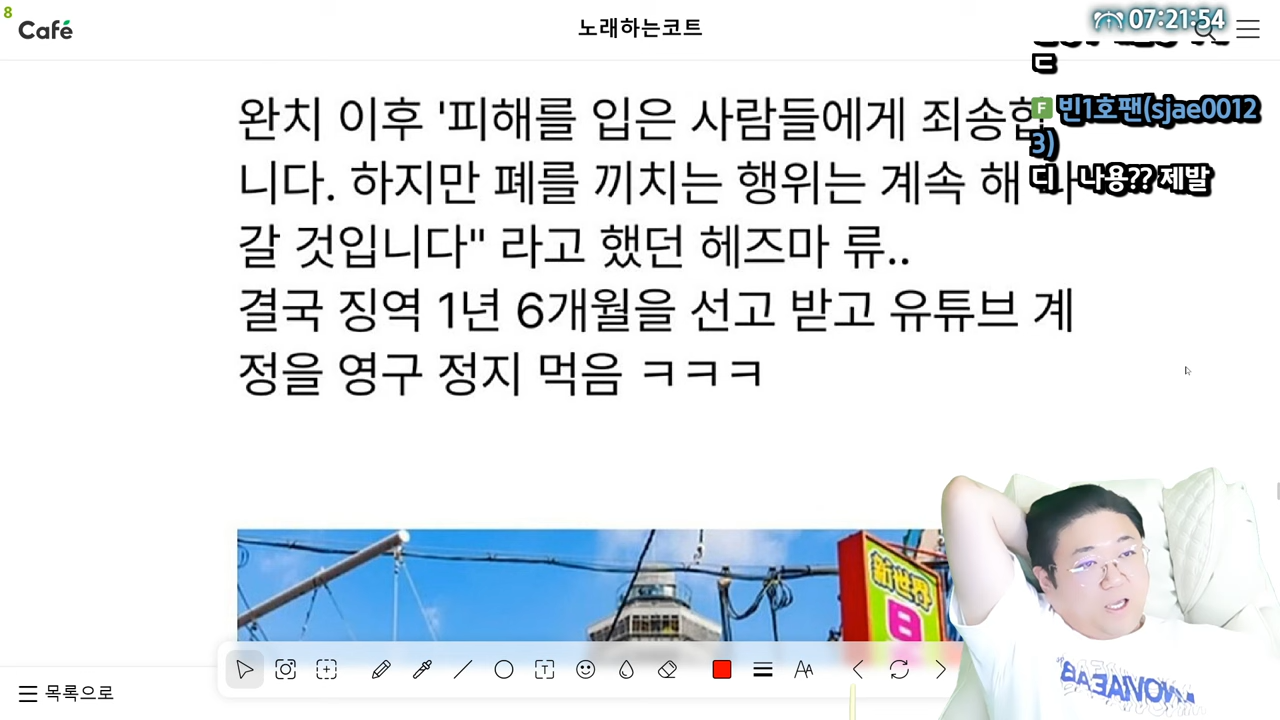 8
Café
노래하는코트
07:21:54
ㄷ
F 빈1호팬(sjae0012
3)
디 나용?? 제발
완치 이후 '피해를 입은 사람들에게 죄송합
니다. 하지만 폐를 끼치는 행위는 계속 해
갈 것입니다" 라고 했던 헤즈마 류..
결국 징역 1년 6개월을 선고 받고 유튜브 계
정을 영구 정지 먹음 ㅋㅋㅋ
新世界
T
AA
目록으로